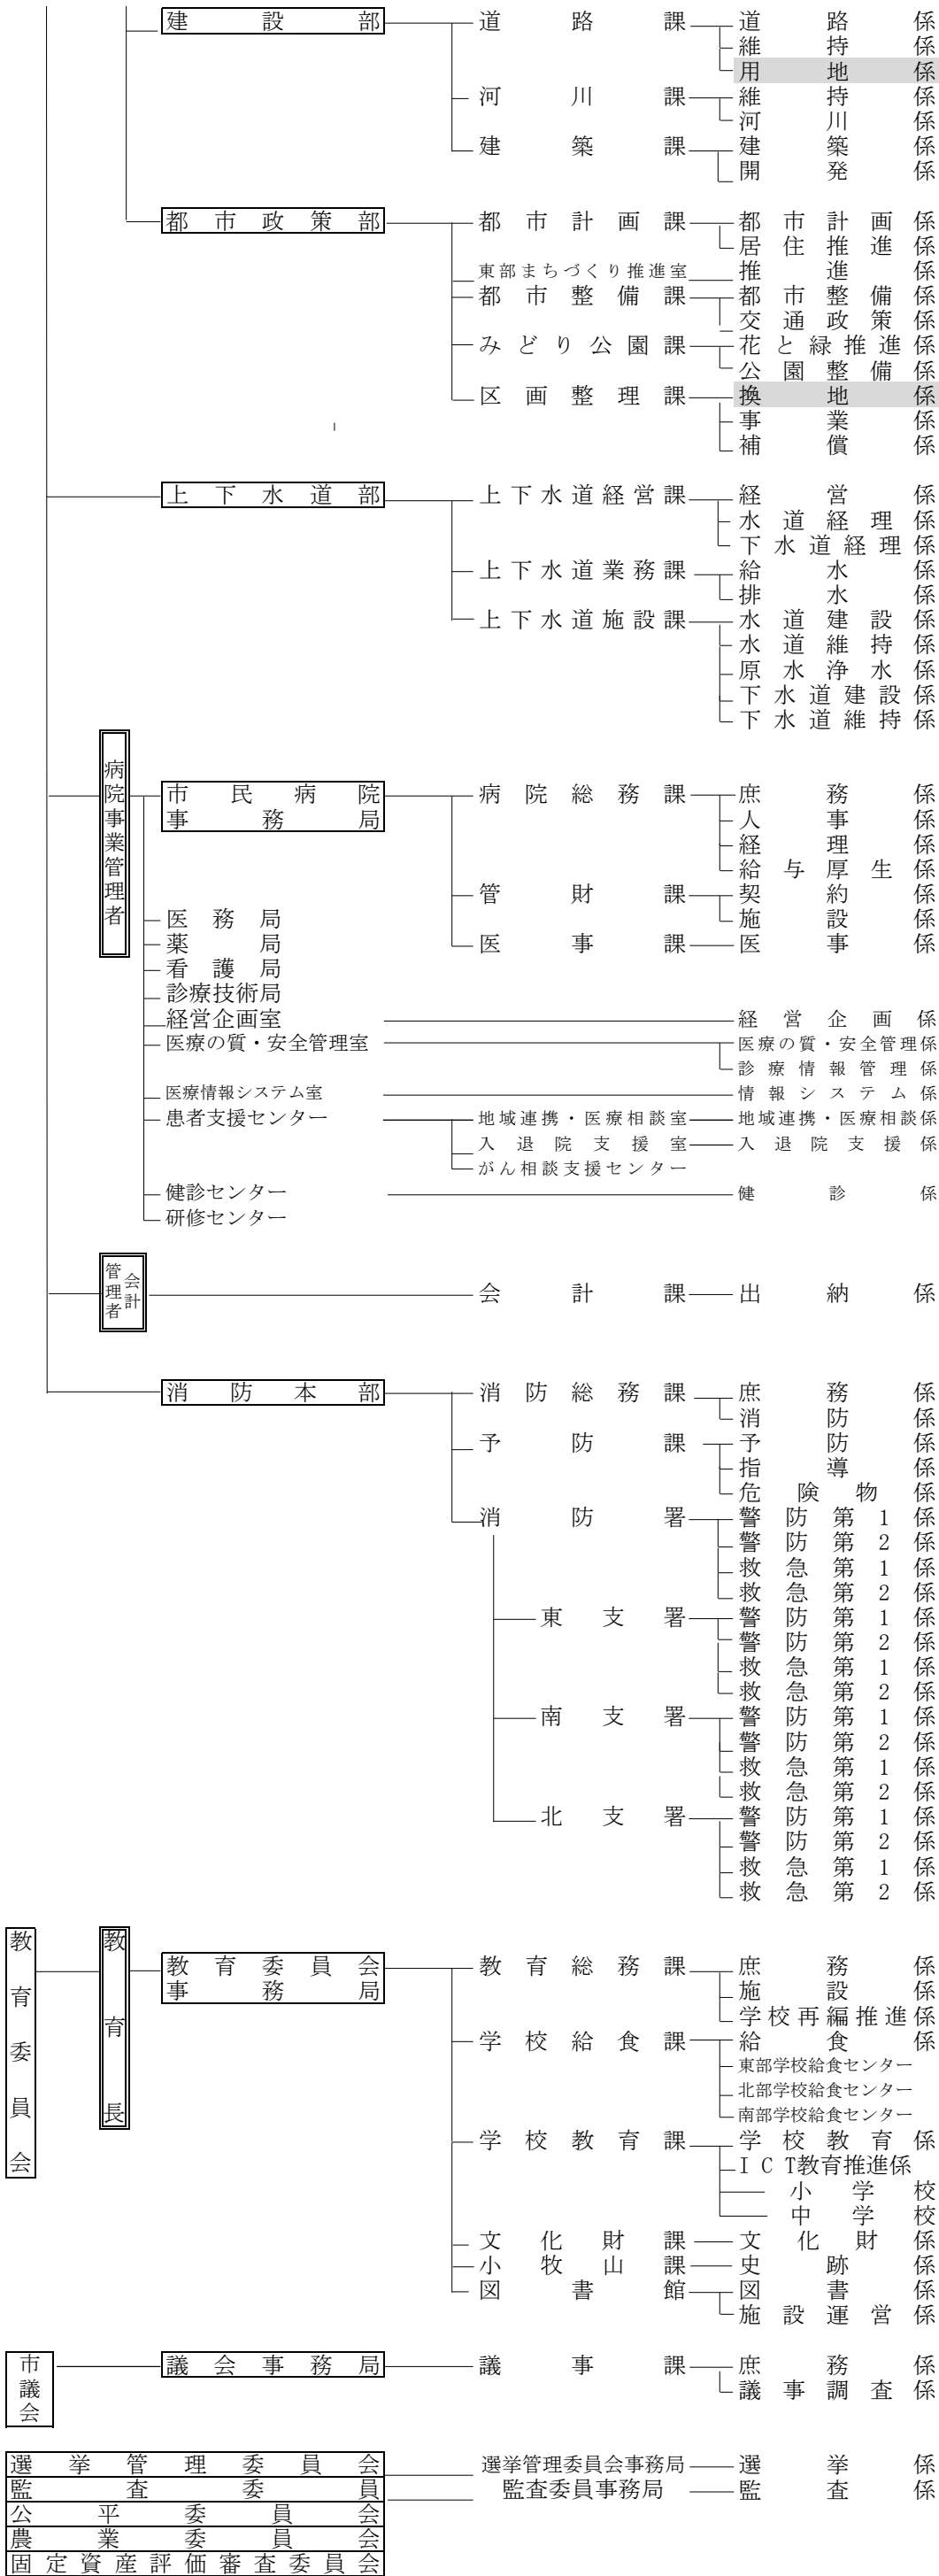 建設部 道路課 道路係
維持係
用地係
河川課 維持係
河川係
建築課 建築係
開発係
都市政策部 都市計画課 都市計画係
居住推進係
東部まちづくり推進室 推進係
都市整備課 都市整備係
交通政策係
みどり公園課 花と緑推進係
公園整備係
区画整理課 換地係
事業係
補償係
上下水道部 上下水道経営課 経営係
水道経理係
下水道経理係
上下水道業務課 給水係
排水係
上下水道施設課 水道建設係
水道維持係
原水浄水係
下水道建設係
下水道維持係
病院事業管理者
市民病院 病院総務課 庶務係
事務局 人事係
経理係
給与厚生係
管財課 契約係
医務局 施設係
薬局 医事課 医事係
看護局
診療技術局
経営企画室 経営企画係
医療の質・安全管理室 医療の質・安全管理係
診療情報管理係
医療情報システム室 情報システム係
患者支援センター 地域連携・医療相談室 地域連携・医療相談係
入退院支援室 入退院支援係
がん相談支援センター
健診センター 健診係
研修センター
会計管理者 会計課 出納係
消防本部 消防総務課 庶務係
消防係
予防課 予防係
指導係
危険物係
消防署 警防第1係
警防第2係
救急第1係
救急第2係
東支署 警防第1係
警防第2係
救急第1係
救急第2係
南支署 警防第1係
警防第2係
救急第1係
救急第2係
北支署 警防第1係
警防第2係
救急第1係
救急第2係
教育委員会
教育長
教育委員会 教育総務課 庶務係
事務局 施設係
学校再編推進係
学校給食課 給食係
東部学校給食センター
北部学校給食センター
南部学校給食センター
学校教育課 学校教育係
ICT教育推進係
小学校
中学校
文化財課 文化財係
小牧山課 史跡係
図書館 図書係
施設運営係
市議会 議会事務局 議事課 庶務係
議事調査係
選挙管理委員会 選挙管理委員会事務局 選挙係
監査委員 監査委員事務局 監査係
公平委員会
農業委員会
固定資産評価審査委員会